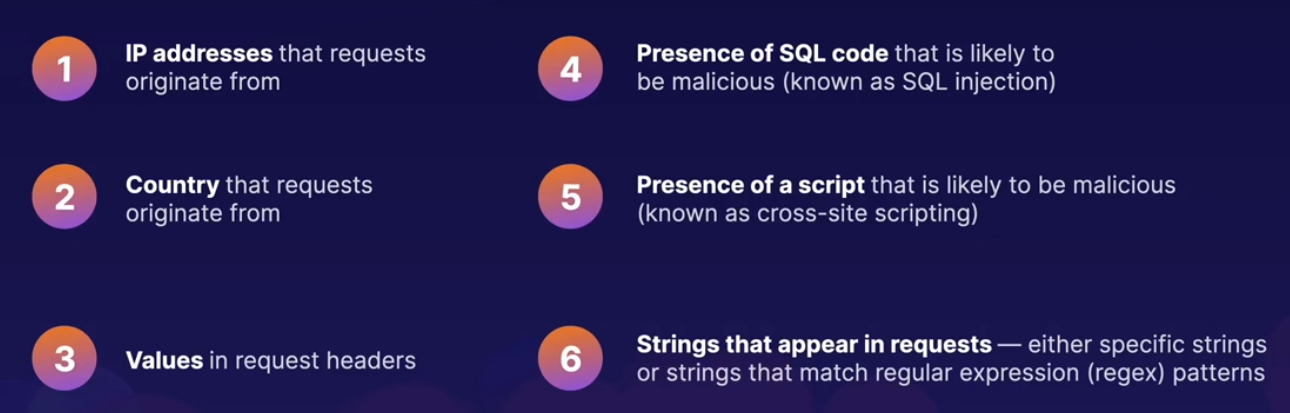 1
IP addresses that requests
originate from
2
Country that requests
originate from
3
Values in request headers
4
Presence of SQL code that is likely to
be malicious (known as SQL injection)
5
Presence of a script that is likely to be malicious
(known as cross-site scripting)
6
Strings that appear in requests — either specific strings
or strings that match regular expression (regex) patterns